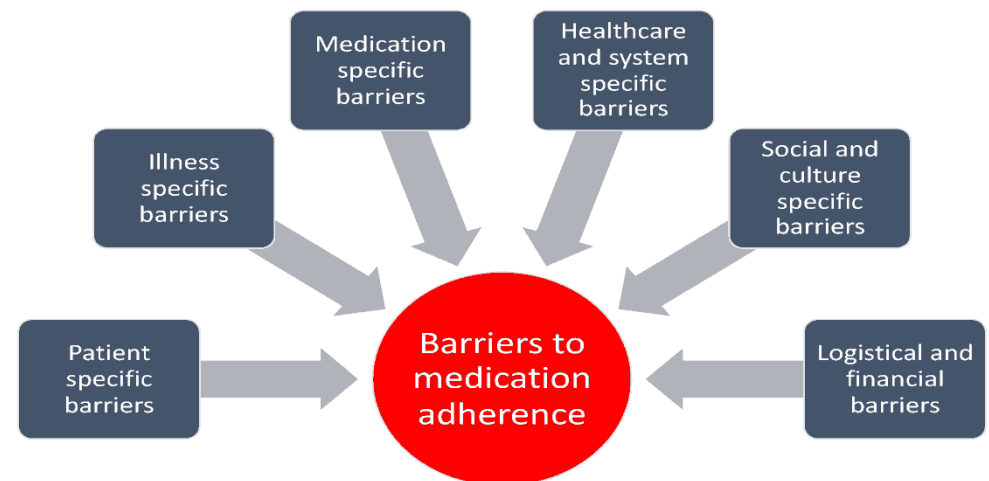 Medication
specific
barriers
Healthcare
and system
specific
barriers
Illness
specific
barriers
Social and
culture
specific
barriers
Patient
specific
barriers
Barriers to
medication
adherence
Logistical and
financial
barriers